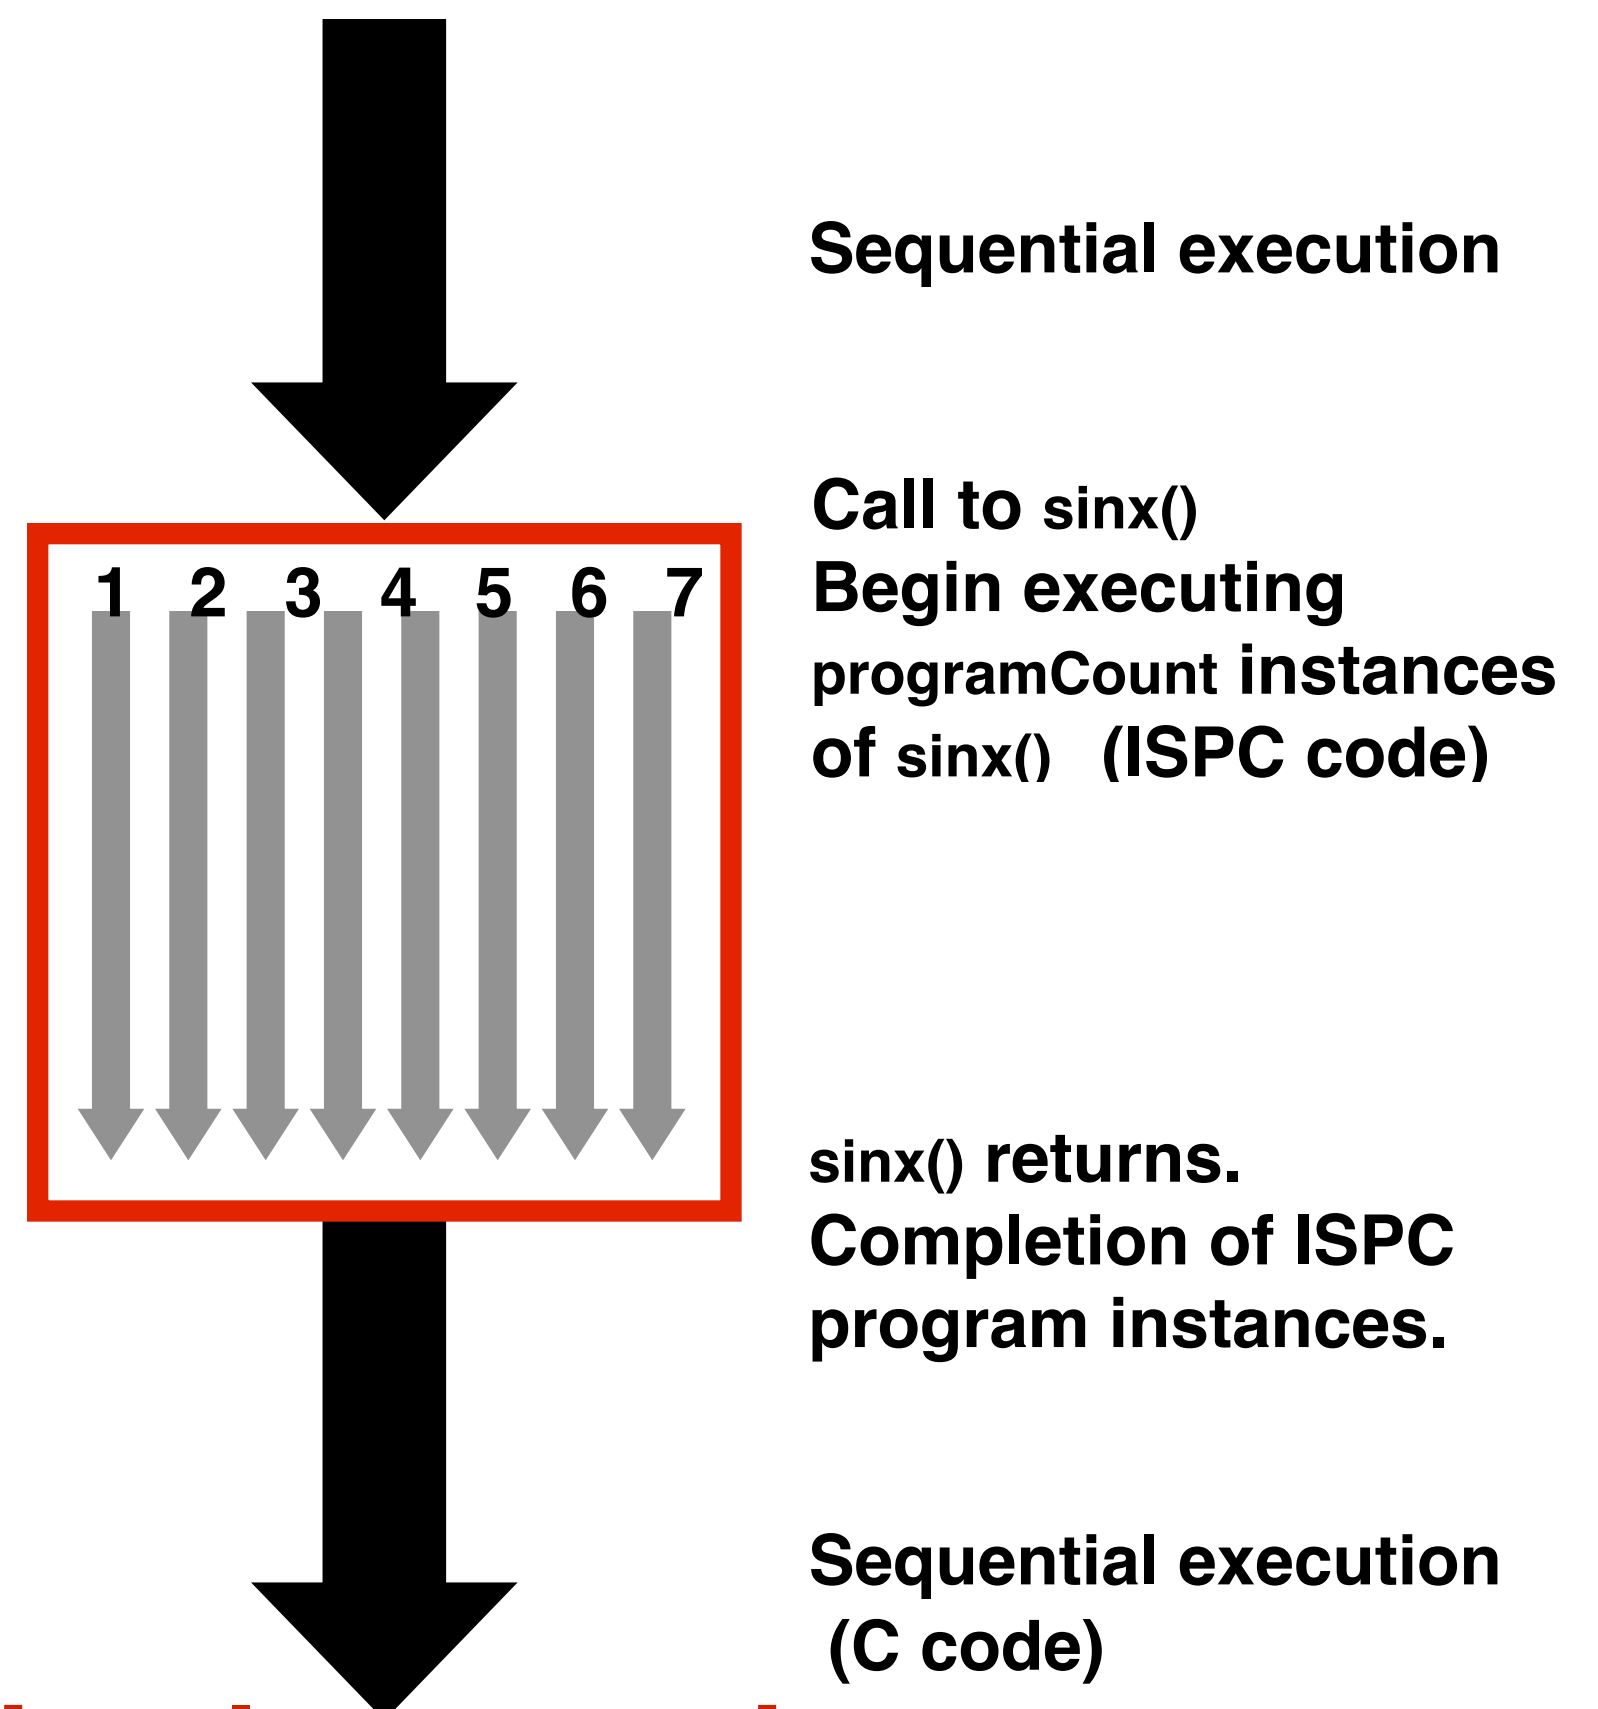 Sequential execution
Call to sinx()
1 2 3 4 5 6 7
Begin executing
programCount instances
of sinx() (ISPC code)
sinx() returns.
Completion of ISPC
program instances.
Sequential execution
(C code)